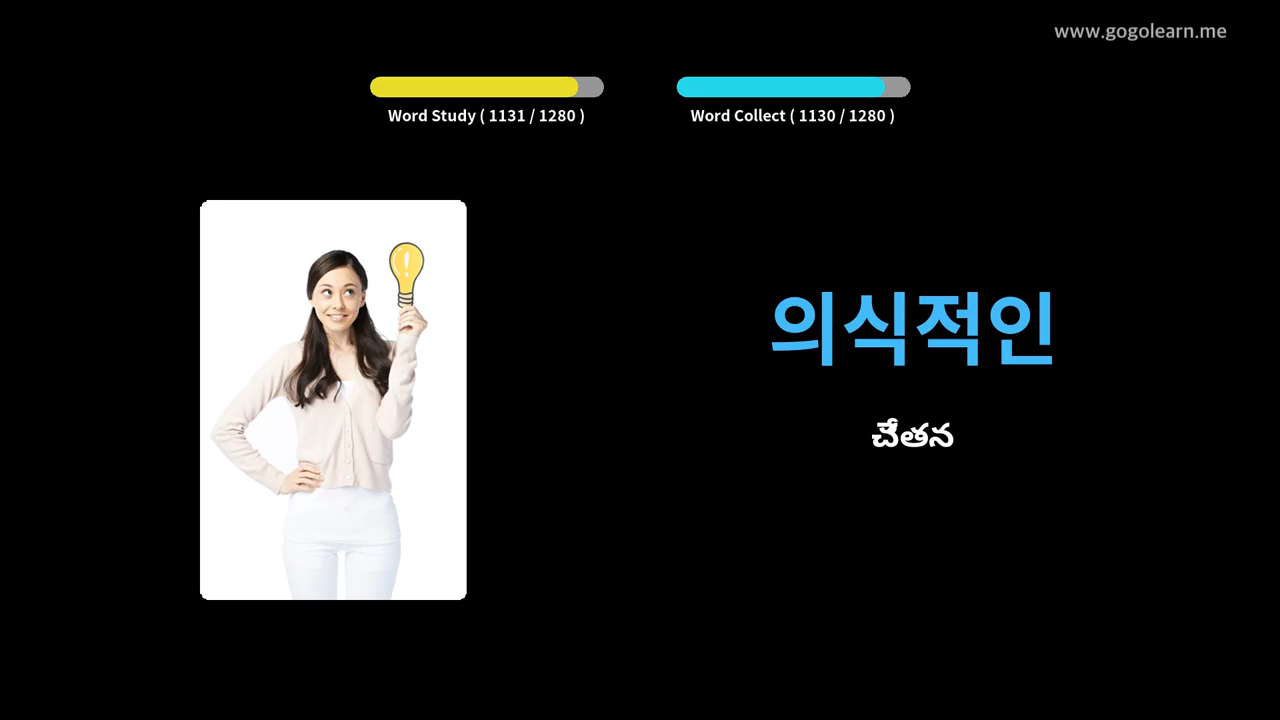 www.gogolearn.me
Word Study ( 1131 / 1280 )
Word Collect ( 1130 / 1280 )
의식적인
చేతన